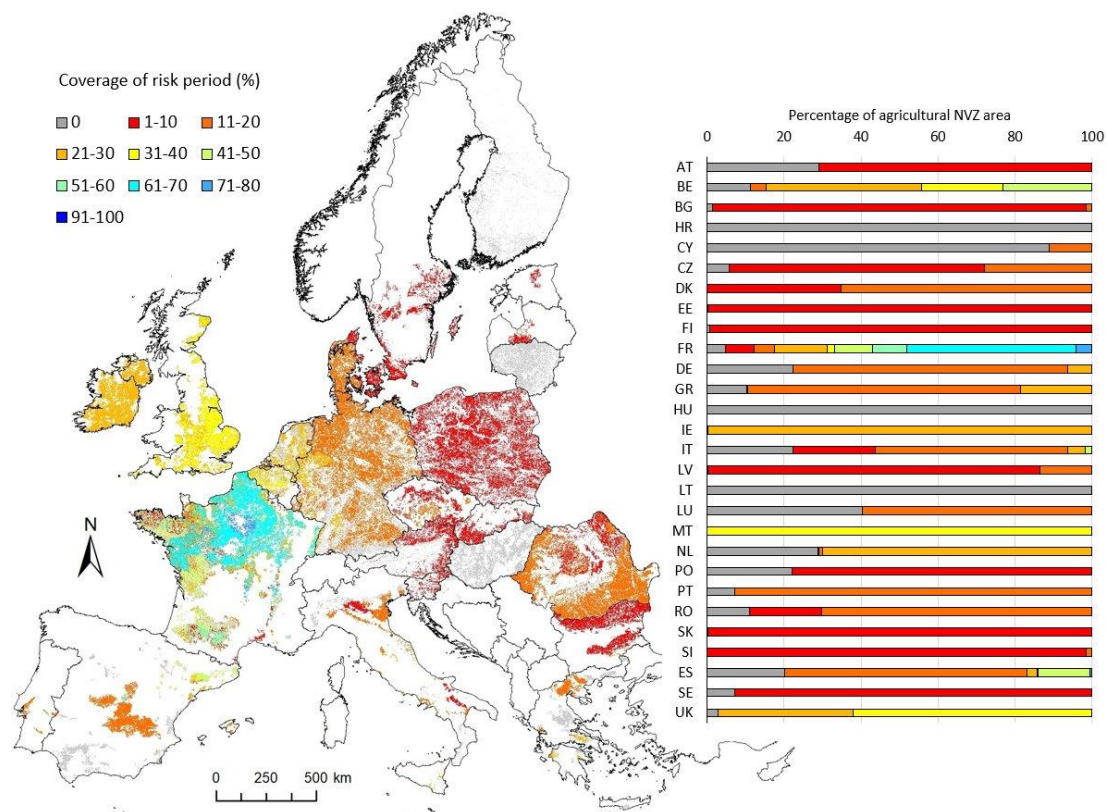 Coverage of risk period (%)
0 1-10 11-20
21-30 31-40 41-50
51-60 61-70 71-80
91-100
N
0 250 500 km
Percentage of agricultural NVZ area
0 20 40 60 80 100
AT
BE
BG
HR
CY
CZ
DK
EE
FI
FR
DE
GR
HU
IE
IT
LV
LT
LU
MT
NL
PO
PT
RO
SK
SI
ES
SE
UK